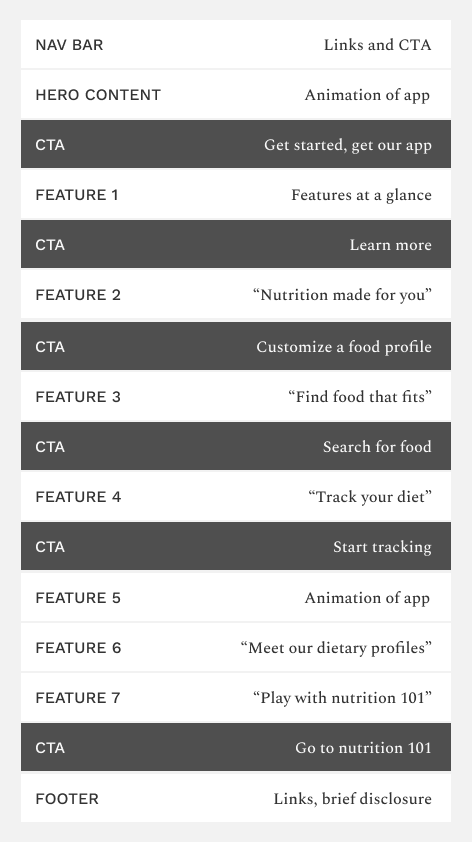 NAV BAR Links and CTA
HERO CONTENT Animation of app
CTA Get started, get our app
FEATURE 1 Features at a glance
CTA Learn more
FEATURE 2 “Nutrition made for you”
CTA Customize a food profile
FEATURE 3 “Find food that fits”
CTA Search for food
FEATURE 4 “Track your diet”
CTA Start tracking
FEATURE 5 Animation of app
FEATURE 6 “Meet our dietary profiles”
FEATURE 7 “Play with nutrition 101”
CTA Go to nutrition 101
FOOTER Links, brief disclosure